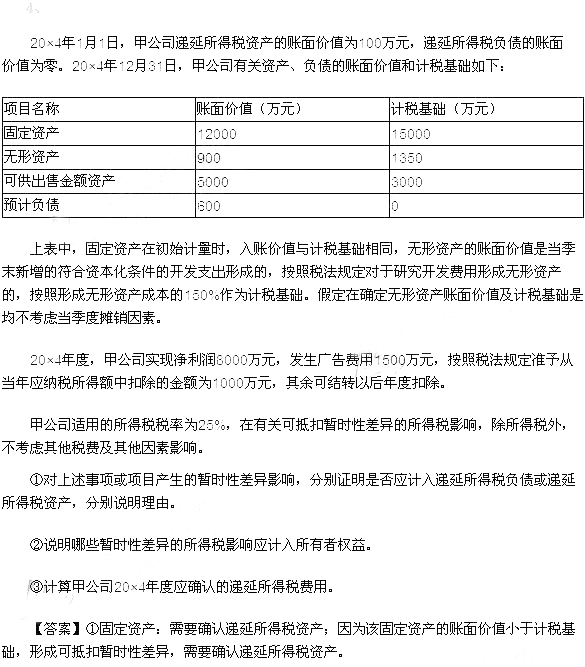 20×4年1月1日，甲公司递延所得税资产的账面价值为100万元，递延所得税负债的账面
价值为零。20×4年12月31日，甲公司有关资产、负债的账面价值和计税基础如下：
项目名称 账面价值（万元） 计税基础（万元）
固定资产 12000 15000
无形资产 900 1350
可供出售金额资产 5000 3000
预计负债 600 0
上表中，固定资产在初始计量时，入账价值与计税基础相同，无形资产的账面价值是当季
末新增的符合资本化条件的开发支出形成的，按照税法规定对于研究开发费用形成无形资产
的，按照形成无形资产成本的150%作为计税基础。假定在确定无形资产账面价值及计税基础是
均不考虑当季度摊销因素。
20×4年度，甲公司实现净利润8000万元，发生广告费用1500万元，按照税法规定准予从
当年应纳税所得额中扣除的金额为1000万元，其余可结转以后年度扣除。
甲公司适用的所得税税率为25%，在有关可抵扣暂时性差异的所得税影响，除所得税外，
不考虑其他税费及其他因素影响。
①对上述事项或项目产生的暂时性差异影响，分别证明是否应计入递延所得税负债或递延
所得税资产，分别说明理由。
②说明哪些暂时性差异的所得税影响应计入所有者权益。
③计算甲公司20×4年度应确认的递延所得税费用。
【答案】①固定资产：需要确认递延所得税资产；因为该固定资产的账面价值小于计税基
础，形成可抵扣暂时性差异，需要确认递延所得税资产。